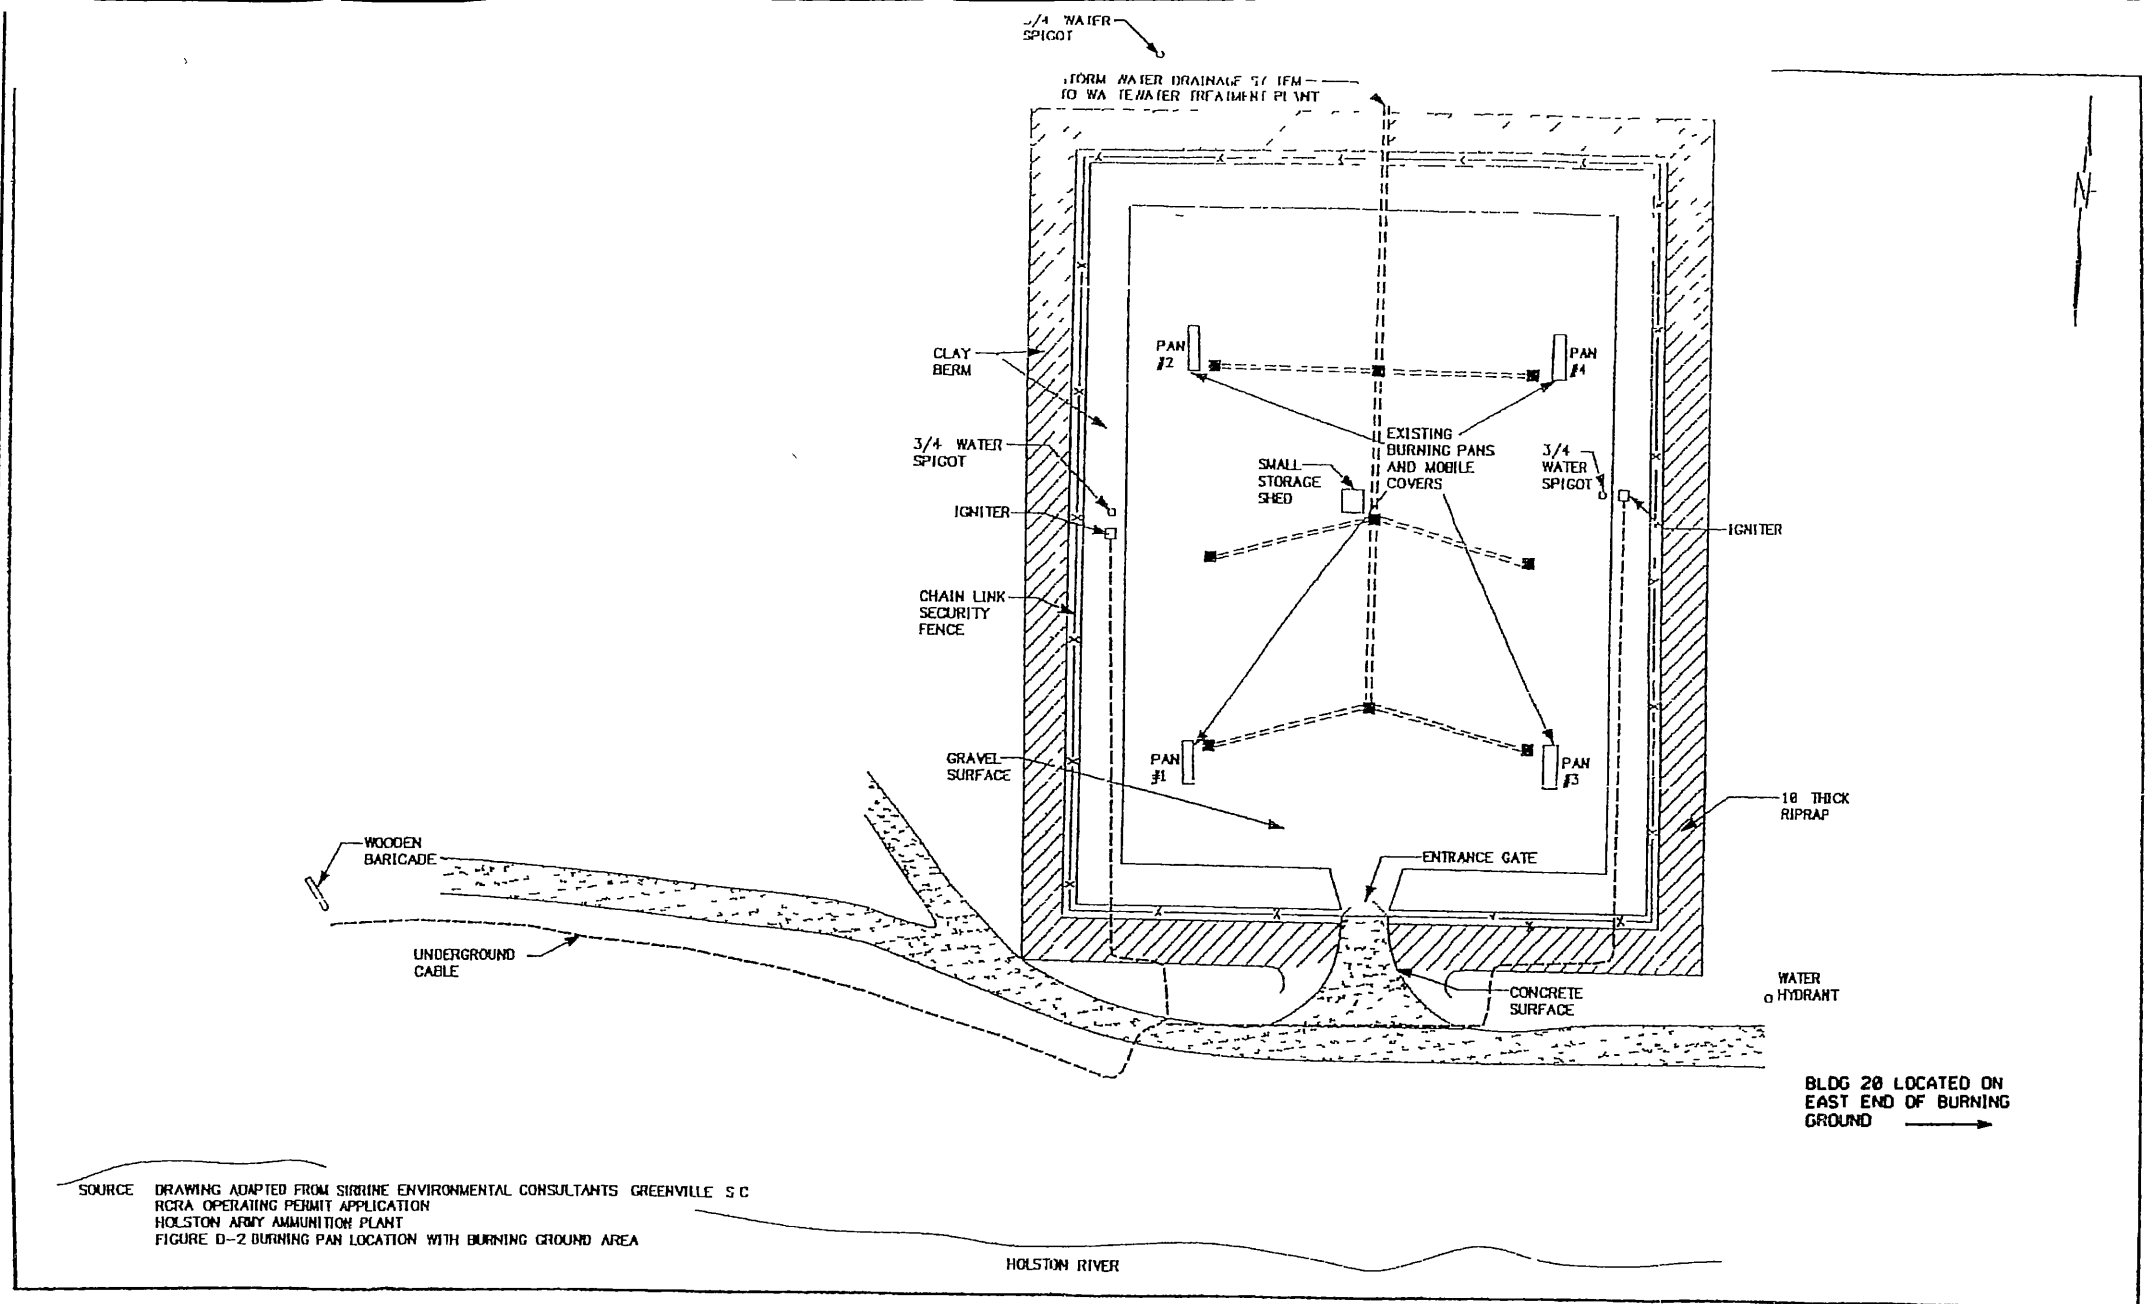 3/4 WATER
SPIGOT
STORM WATER DRAINAGE SYSTEM
TO WASTEWATER TREATMENT PLANT
N
CLAY
BERM
PAN
#2
PAN
#4
EXISTING
BURNING PANS
AND MOBILE
COVERS
3/4 WATER
SPIGOT
SMALL
STORAGE
SHED
3/4
WATER
SPIGOT
IGNITER
IGNITER
CHAIN LINK
SECURITY
FENCE
GRAVEL
SURFACE
PAN
#1
PAN
#3
10 THICK
RIPRAP
WOODEN
BARICADE
ENTRANCE GATE
UNDERGROUND
CABLE
CONCRETE
SURFACE
WATER
HYDRANT
BLDG 20 LOCATED ON
EAST END OF BURNING
GROUND
SOURCE DRAWING ADAPTED FROM SIRRINE ENVIRONMENTAL CONSULTANTS GREENVILLE S C
RCRA OPERATING PERMIT APPLICATION
HOLSTON ARMY AMMUNITION PLANT
FIGURE D-2 BURNING PAN LOCATION WITH BURNING GROUND AREA
HOLSTON RIVER